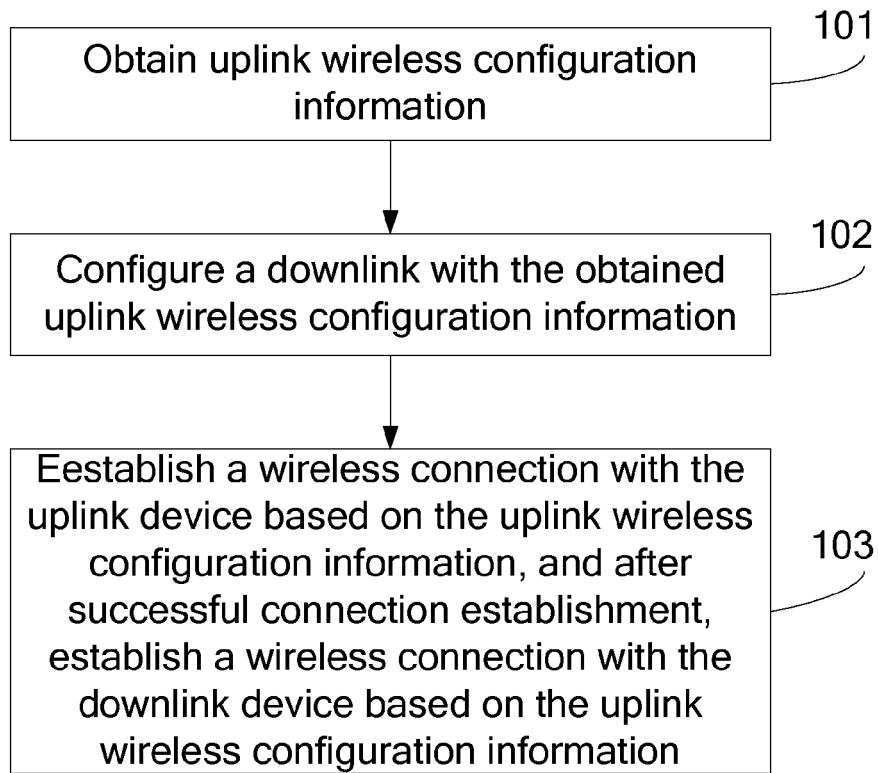 101
Obtain uplink wireless configuration
information
102
Configure a downlink with the obtained
uplink wireless configuration information
Eestablish a wireless connection with the
uplink device based on the uplink wireless
configuration information, and after
successful connection establishment,
establish a wireless connection with the
downlink device based on the uplink
wireless configuration information
103